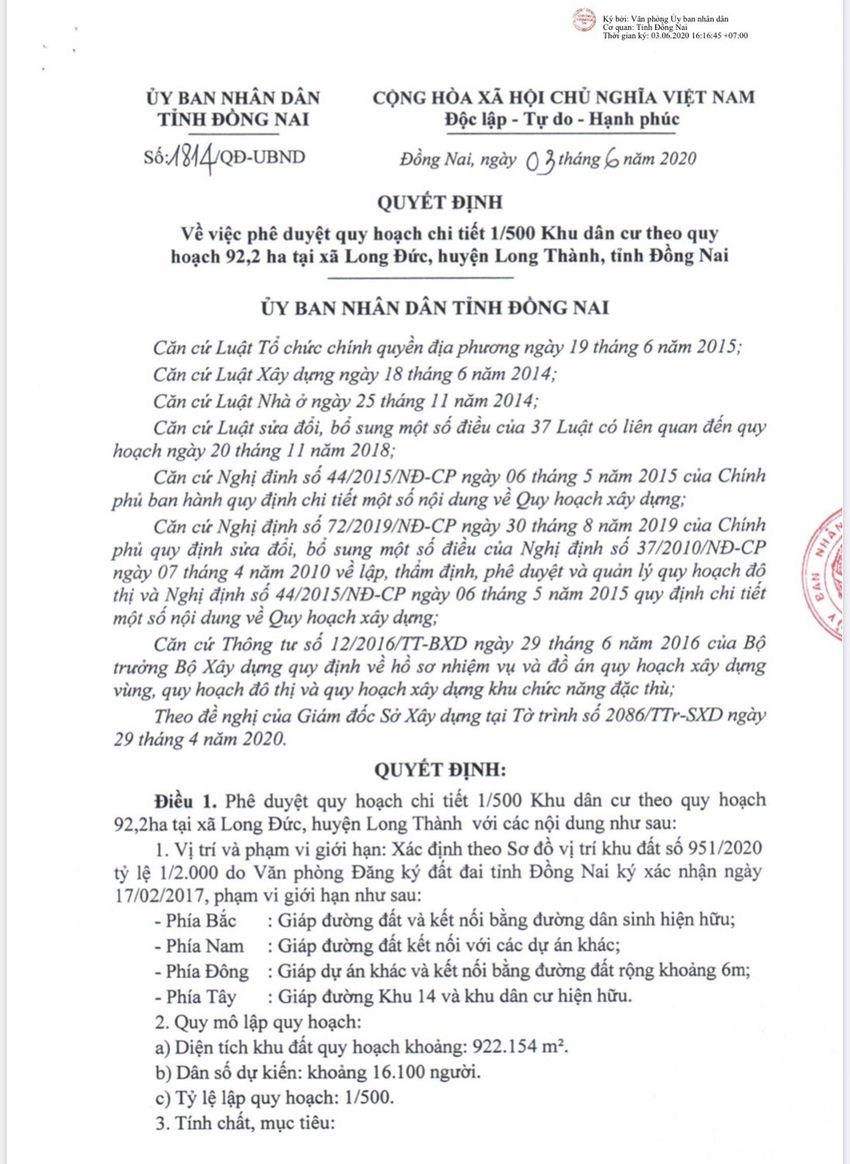 Ký bởi: Văn phòng Ủy ban nhân dân
Cơ quan: Tỉnh Đồng Nai
Thời gian ký: 03.06.2020 16:16:45 +07:00
ỦY BAN NHÂN DÂN
TỈNH ĐỒNG NAI
CỘNG HÒA XÃ HỘI CHỦ NGHĨA VIỆT NAM
Độc lập - Tự do - Hạnh phúc
Số: 1814/QĐ-UBND
Đồng Nai, ngày 03 tháng 6 năm 2020
QUYẾT ĐỊNH
Về việc phê duyệt quy hoạch chi tiết 1/500 Khu dân cư theo quy
hoạch 92,2 ha tại xã Long Đức, huyện Long Thành, tỉnh Đồng Nai
ỦY BAN NHÂN DÂN TỈNH ĐỒNG NAI
Căn cứ Luật Tổ chức chính quyền địa phương ngày 19 tháng 6 năm 2015;
Căn cứ Luật Xây dựng ngày 18 tháng 6 năm 2014;
Căn cứ Luật Nhà ở ngày 25 tháng 11 năm 2014;
Căn cứ Luật sửa đổi, bổ sung một số điều của 37 Luật có liên quan đến quy
hoạch ngày 20 tháng 11 năm 2018;
Căn cứ Nghị đinh số 44/2015/NĐ-CP ngày 06 tháng 5 năm 2015 của Chính
phủ ban hành quy định chi tiết một số nội dung về Quy hoạch xây dựng;
Căn cứ Nghị định số 72/2019/NĐ-CP ngày 30 tháng 8 năm 2019 của Chính
phủ quy định sửa đổi, bổ sung một số điều của Nghị định số 37/2010/NĐ-CP
ngày 07 tháng 4 năm 2010 về lập, thẩm định, phê duyệt và quản lý quy hoạch đô
thị và Nghị định số 44/2015/NĐ-CP ngày 06 tháng 5 năm 2015 quy định chi tiết
một số nội dung về Quy hoạch xây dựng;
Căn cứ Thông tư số 12/2016/TT-BXD ngày 29 tháng 6 năm 2016 của Bộ
trưởng Bộ Xây dựng quy định về hồ sơ nhiệm vụ và đồ án quy hoạch xây dựng
vùng, quy hoạch đô thị và quy hoạch xây dựng khu chức năng đặc thù;
Theo đề nghị của Giám đốc Sở Xây dựng tại Tờ trình số 2086/TTr-SXD ngày
29 tháng 4 năm 2020.
QUYẾT ĐỊNH:
Điều 1. Phê duyệt quy hoạch chi tiết 1/500 Khu dân cư theo quy hoạch
92,2ha tại xã Long Đức, huyện Long Thành với các nội dung như sau:
1. Vị trí và phạm vi giới hạn: Xác định theo Sơ đồ vị trí khu đất số 951/2020
tỷ lệ 1/2.000 do Văn phòng Đăng ký đất đai tỉnh Đồng Nai ký xác nhận ngày
17/02/2017, phạm vi giới hạn như sau:
- Phía Bắc : Giáp đường đất và kết nối bằng đường dân sinh hiện hữu;
- Phía Nam : Giáp đường đất kết nối với các dự án khác;
- Phía Đông : Giáp dự án khác và kết nối bằng đường đất rộng khoảng 6m;
- Phía Tây : Giáp đường Khu 14 và khu dân cư hiện hữu.
2. Quy mô lập quy hoạch:
a) Diện tích khu đất quy hoạch khoảng: 922.154 m².
b) Dân số dự kiến: khoảng 16.100 người.
c) Tỷ lệ lập quy hoạch: 1/500.
3. Tính chất, mục tiêu:
BAN NHÂN